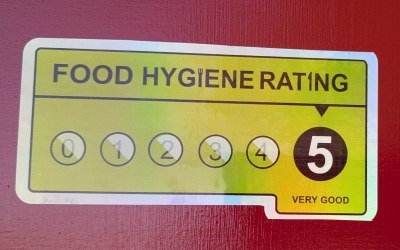 FOOD HYGIENE RATING
0 1 2 3 4 5
VERY GOOD